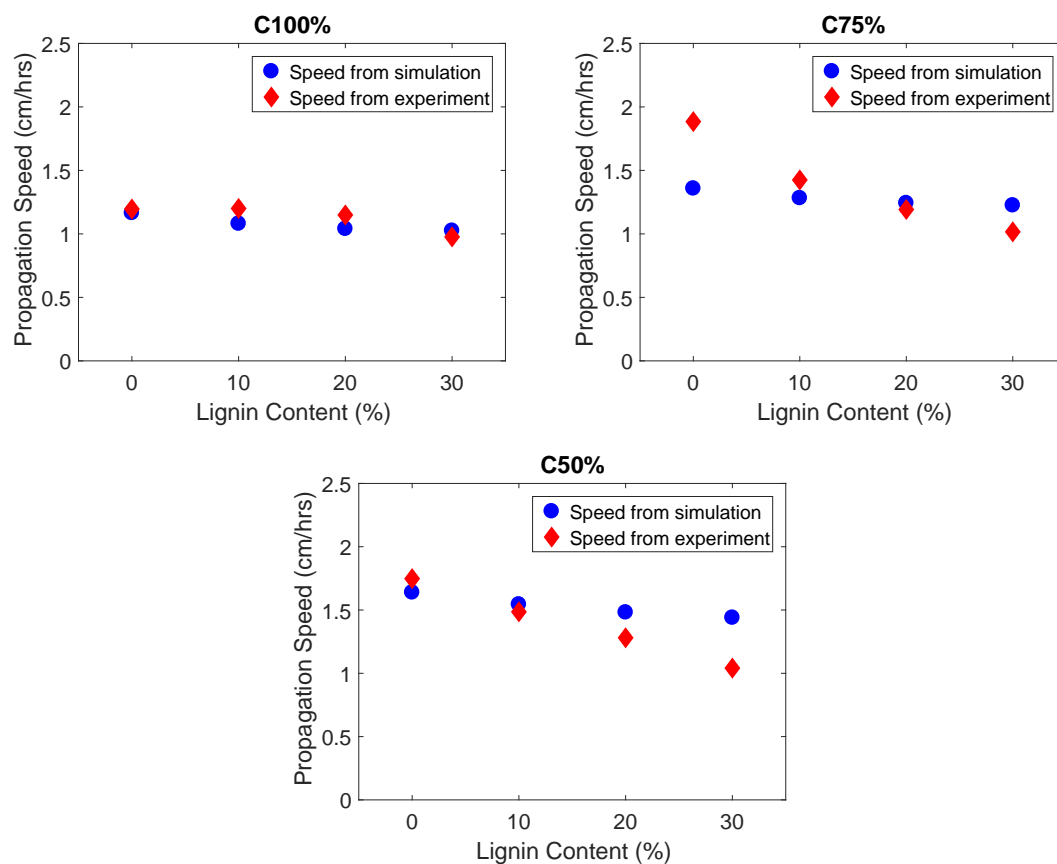 C100%
2.5
2
1.5
1
0.5
0
Propagation Speed (cm/hrs)
Speed from simulation
Speed from experiment
0 10 20 30
Lignin Content (%)
C75%
2.5
2
1.5
1
0.5
0
Propagation Speed (cm/hrs)
Speed from simulation
Speed from experiment
0 10 20 30
Lignin Content (%)
C50%
2.5
2
1.5
1
0.5
0
Propagation Speed (cm/hrs)
Speed from simulation
Speed from experiment
0 10 20 30
Lignin Content (%)